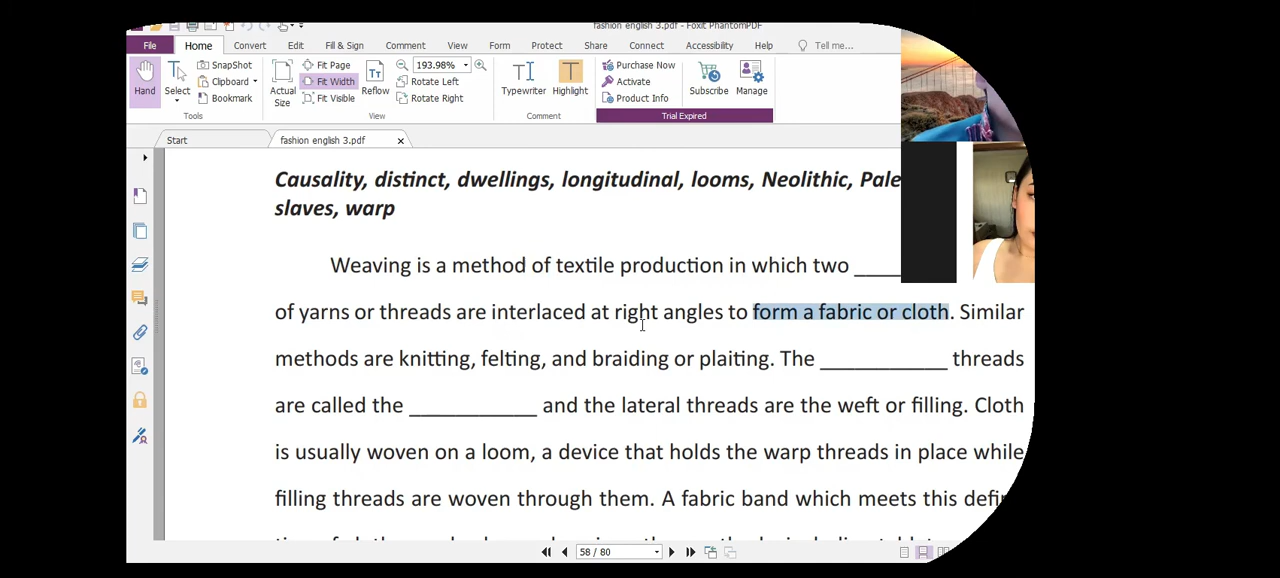 fashion english 3.pdf - Foxit PhantomPDF
File Home Convert Edit Fill & Sign Comment View Form Protect Share Connect Accessibility Help Tell me...
Hand
Select
SnapShot
Clipboard
Bookmark
Tools
Actual Size
Fit Page
Fit Width
Fit Visible
Reflow
193.98%
Rotate Left
Rotate Right
View
Typewriter
Highlight
Comment
Purchase Now
Activate
Product Info
Trial Expired
Subscribe
Manage
Start fashion english 3.pdf
Causality, distinct, dwellings, longitudinal, looms, Neolithic, Pale
slaves, warp
Weaving is a method of textile production in which two ____
of yarns or threads are interlaced at right angles to form a fabric or cloth. Similar
methods are knitting, felting, and braiding or plaiting. The ____________ threads
are called the ____________ and the lateral threads are the weft or filling. Cloth
is usually woven on a loom, a device that holds the warp threads in place while
filling threads are woven through them. A fabric band which meets this defin
58 / 80